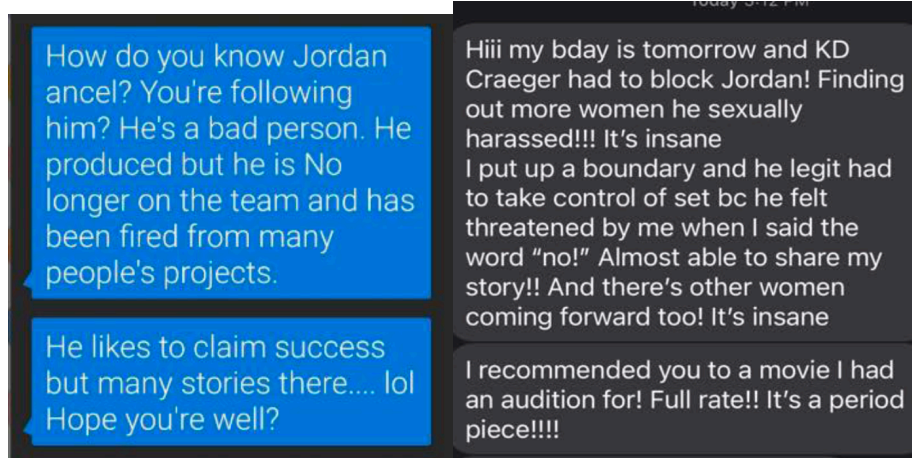 How do you know Jordan
ancel? You're following
him? He's a bad person. He
produced but he is No
longer on the team and has
been fired from many
people's projects.
He likes to claim success
but many stories there.... lol
Hope you're well?
Today 5:12 PM
Hiii my bday is tomorrow and KD
Craeger had to block Jordan! Finding
out more women he sexually
harassed!!! It’s insane
I put up a boundary and he legit had
to take control of set bc he felt
threatened by me when I said the
word “no!” Almost able to share my
story!! And there’s other women
coming forward too! It’s insane
I recommended you to a movie I had
an audition for! Full rate!! It’s a period
piece!!!!